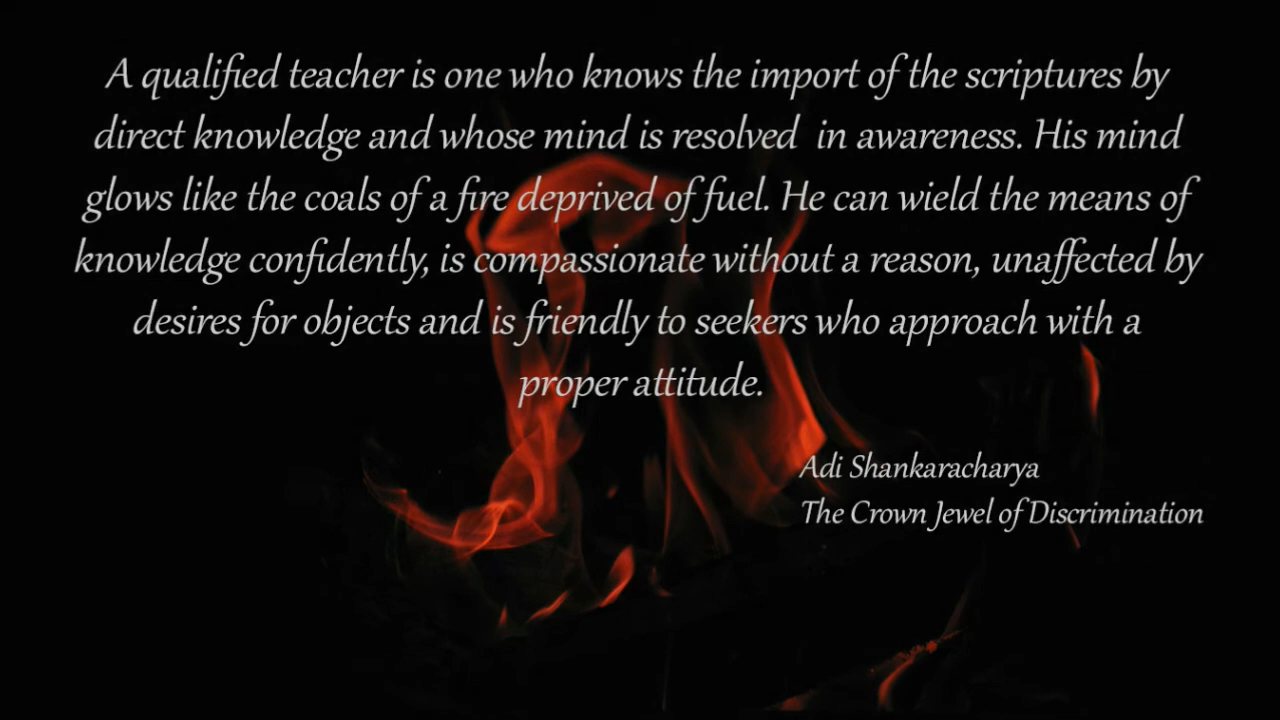 A qualified teacher is one who knows the import of the scriptures by
direct knowledge and whose mind is resolved  in awareness. His mind
glows like the coals of a fire deprived of fuel. He can wield the means of
knowledge confidently, is compassionate without a reason, unaffected by
desires for objects and is friendly to seekers who approach with a
proper attitude.
Adi Shankaracharya
The Crown Jewel of Discrimination